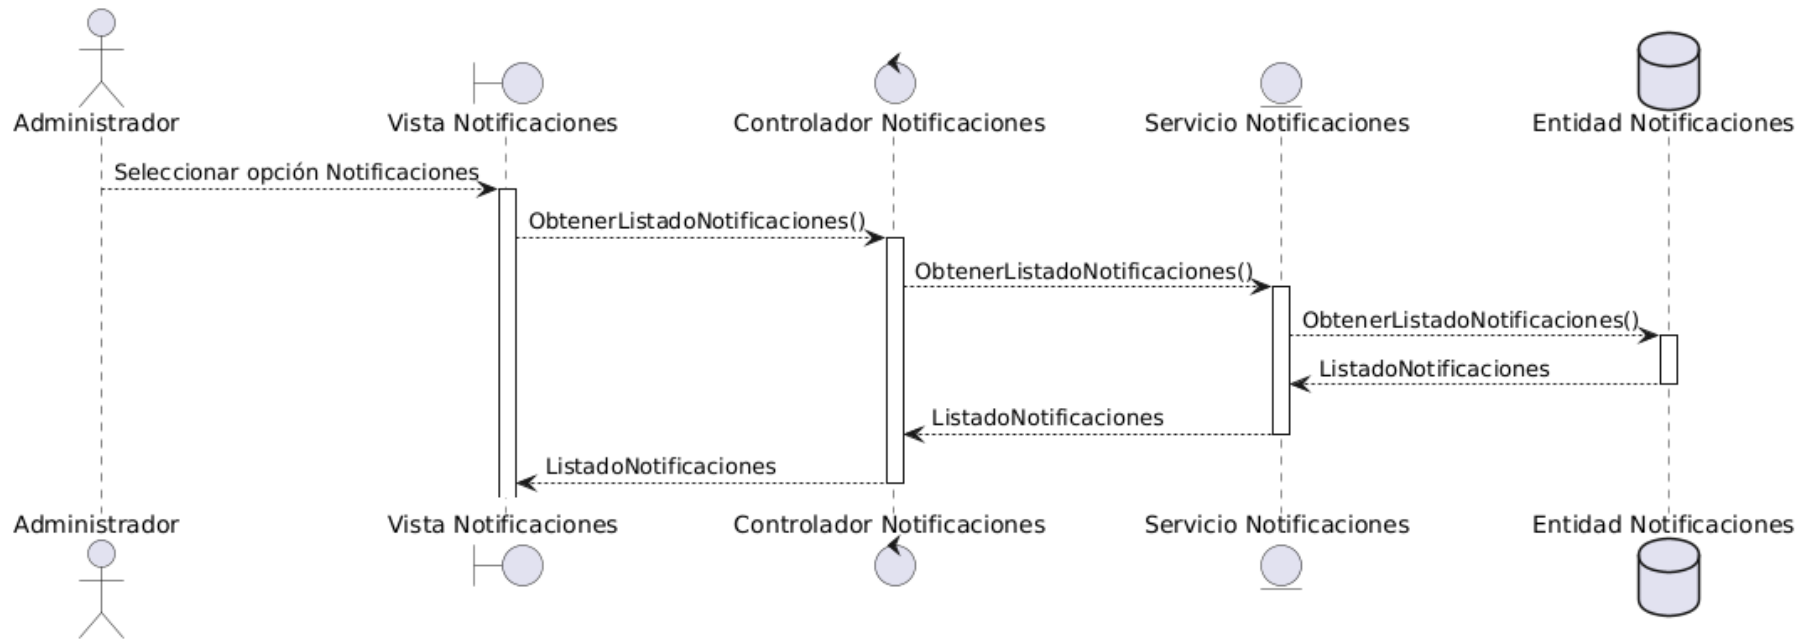 Administrador
Vista Notificaciones
Controlador Notificaciones
Servicio Notificaciones
Entidad Notificaciones
Seleccionar opción Notificaciones
ObtenerListadoNotificaciones()
ObtenerListadoNotificaciones()
ObtenerListadoNotificaciones()
ListadoNotificaciones
ListadoNotificaciones
ListadoNotificaciones
Administrador
Vista Notificaciones
Controlador Notificaciones
Servicio Notificaciones
Entidad Notificaciones